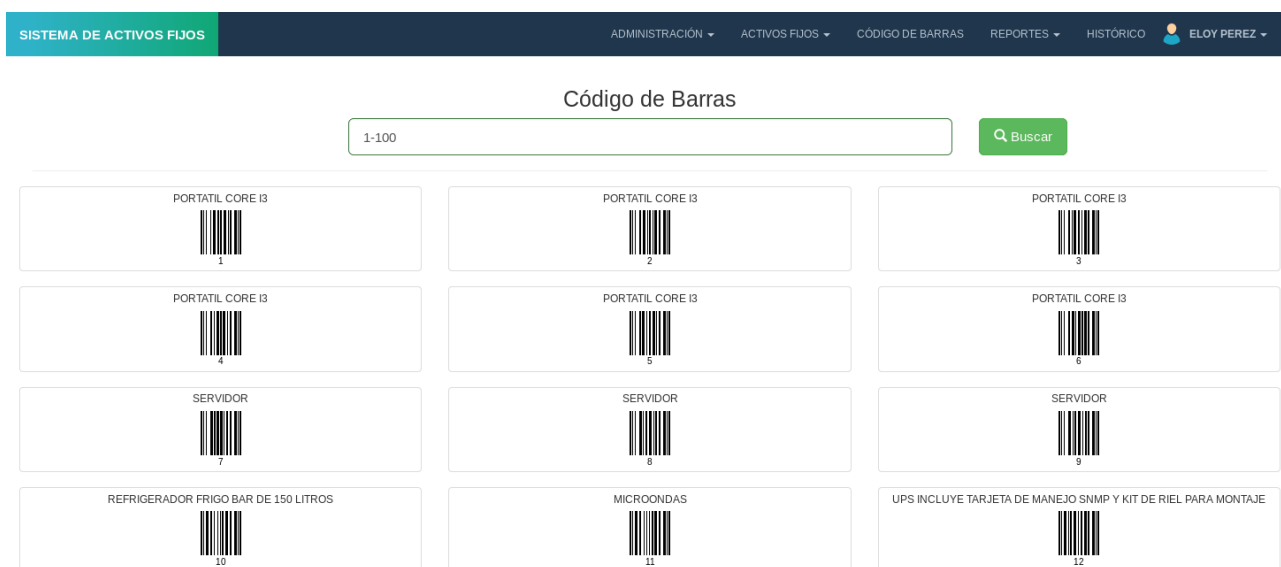 SISTEMA DE ACTIVOS FIJOS
ADMINISTRACIÓN
ACTIVOS FIJOS
CÓDIGO DE BARRAS
REPORTES
HISTÓRICO
ELOY PEREZ
Código de Barras
1-100
Buscar
PORTATIL CORE I3
1
PORTATIL CORE I3
2
PORTATIL CORE I3
3
PORTATIL CORE I3
4
PORTATIL CORE I3
5
PORTATIL CORE I3
6
SERVIDOR
7
SERVIDOR
8
SERVIDOR
9
REFRIGERADOR FRIGO BAR DE 150 LITROS
10
MICROONDAS
11
UPS INCLUYE TARJETA DE MANEJO SNMP Y KIT DE RIEL PARA MONTAJE
12